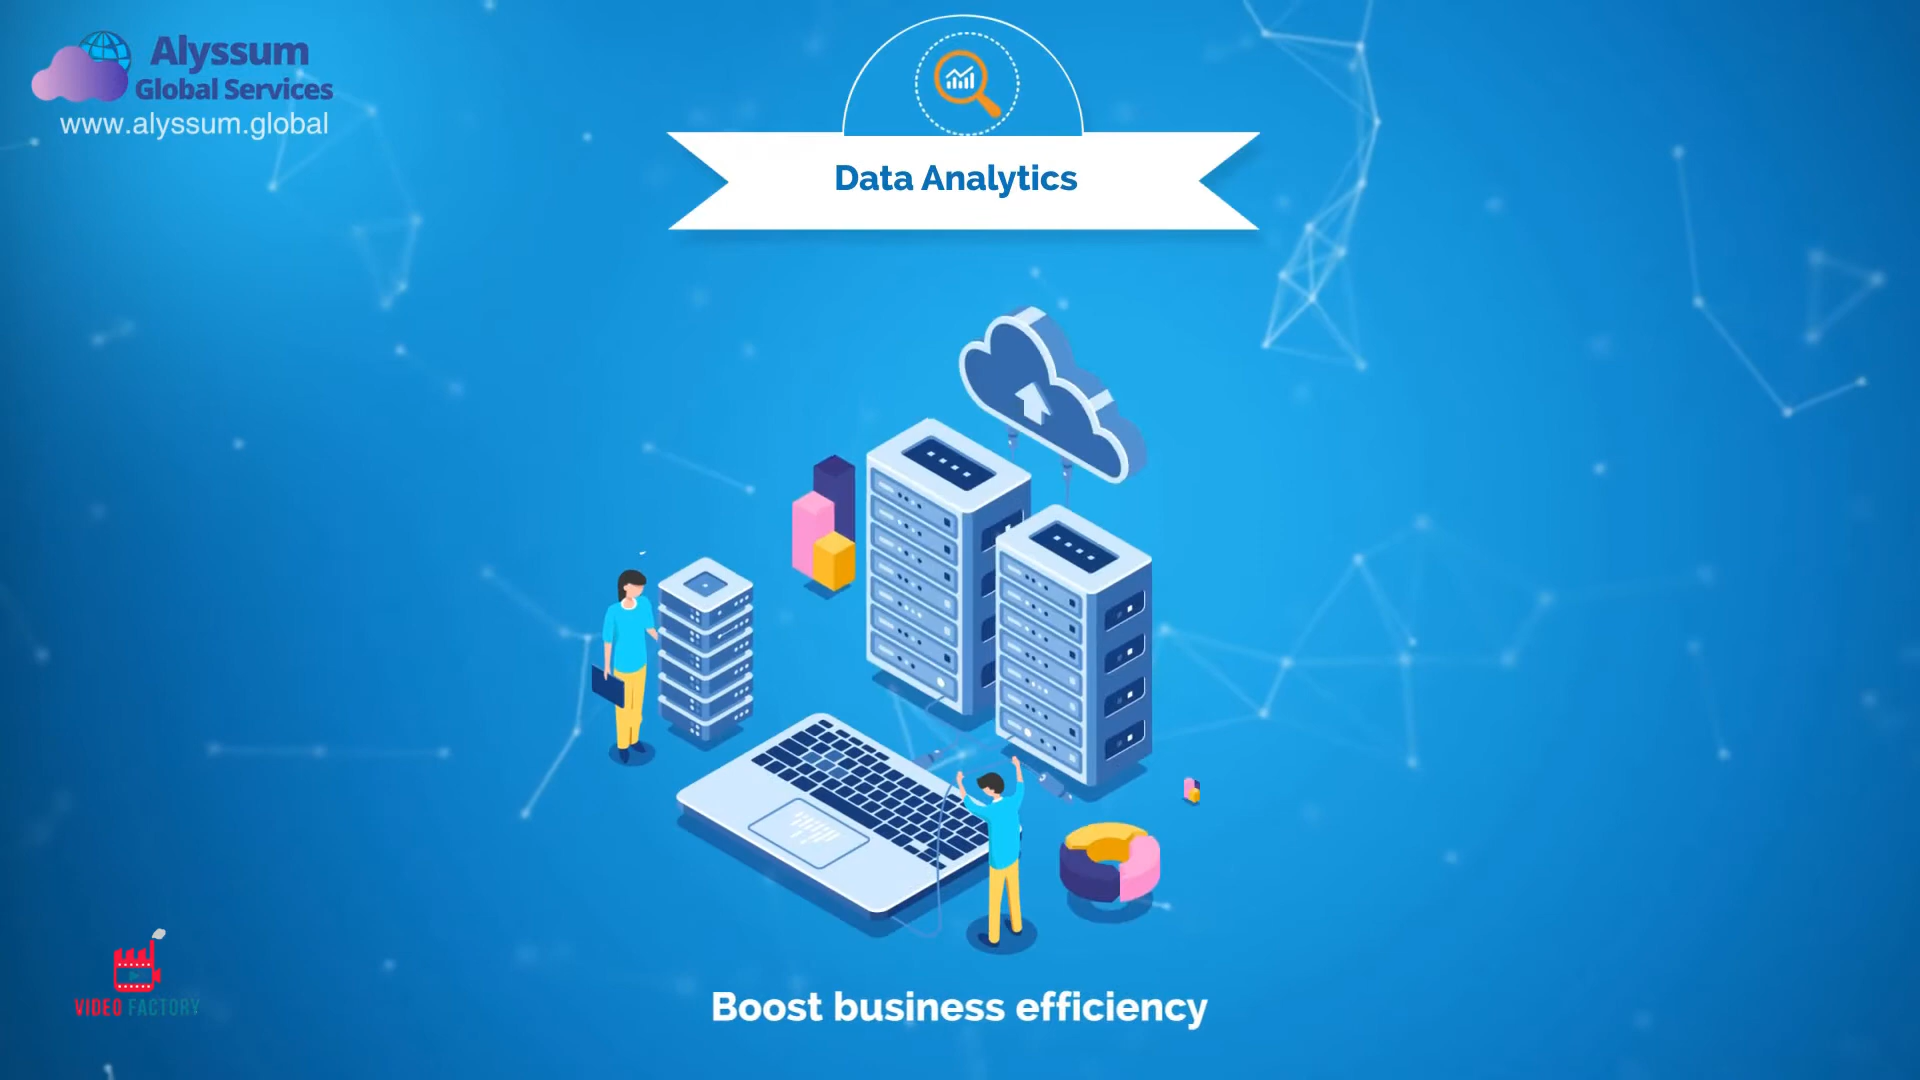 Alyssum
Global Services
www.alyssum.global
Data Analytics
VIDEO FACTORY
Boost business efficiency